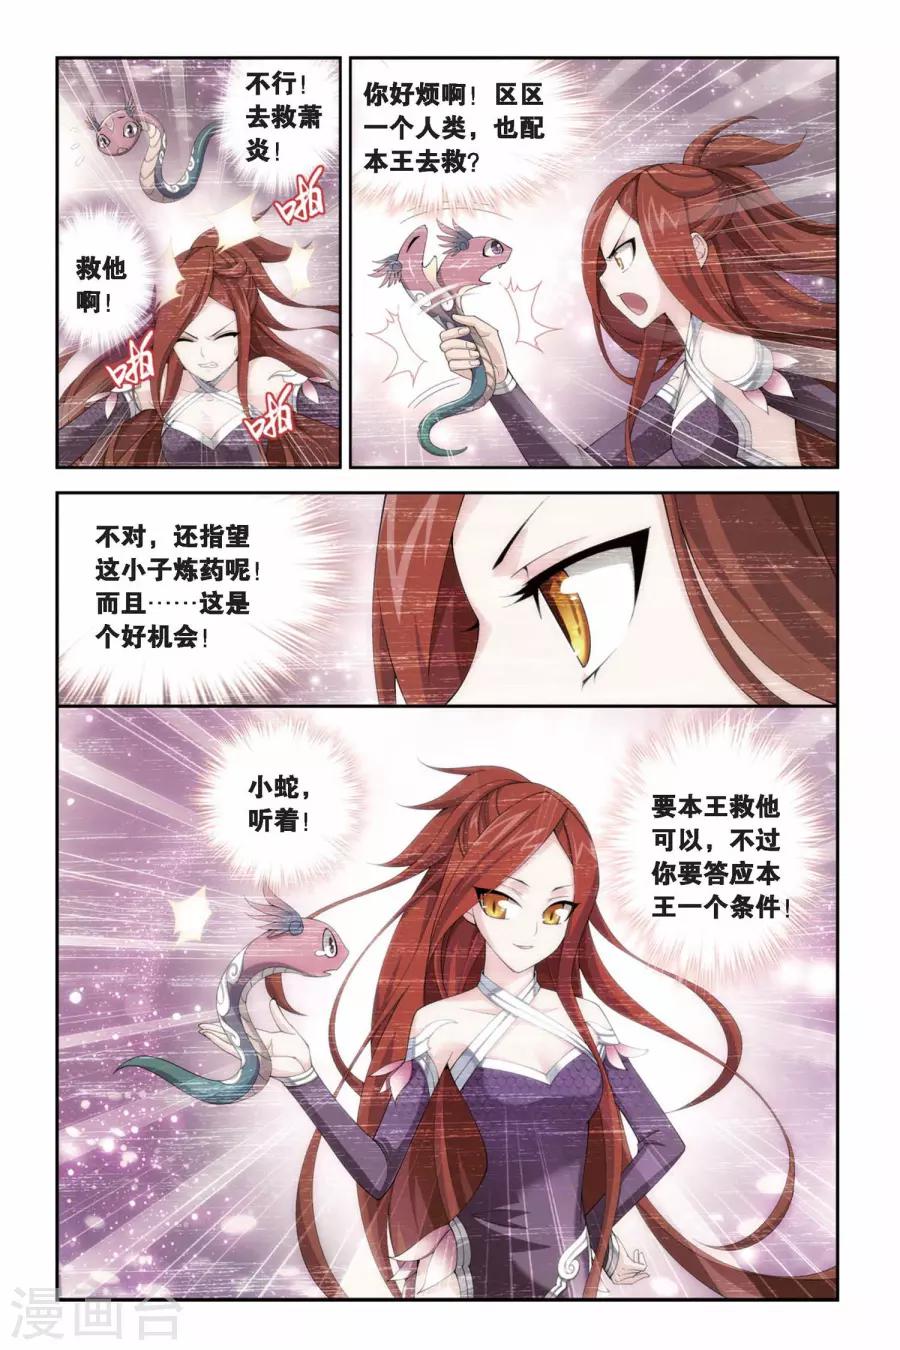 不行！
去救萧
炎！
啪
救他
啊！
啪
啪
你好烦啊！区区
一个人类，也配
本王去救？
不对，还指望
这小子炼药呢！
而且……这是
个好机会！
小蛇，
听着！
要本王救他
可以，不过
你要答应本
王一个条件！
漫画台